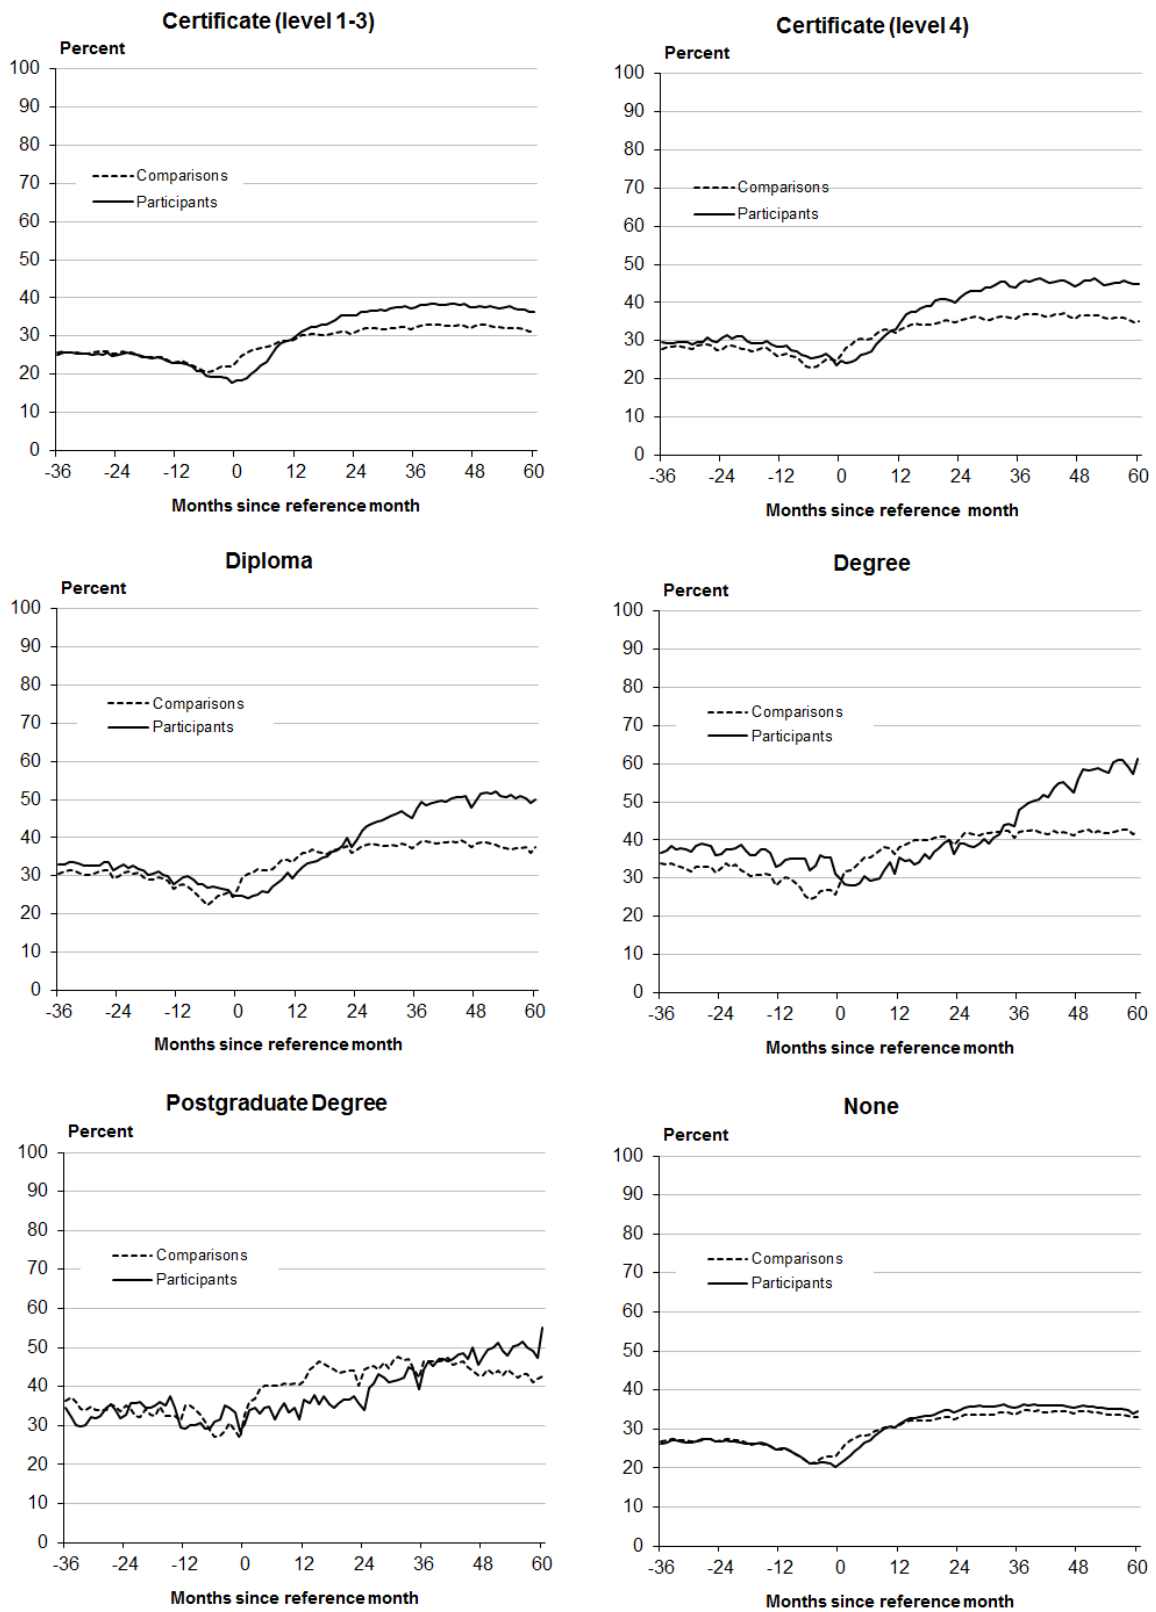 Certificate (level 1-3)
Percent
100
90
80
70
60
50
40
30
20
10
0
Comparisons
Participants
-36 -24 -12 0 12 24 36 48 60
Months since reference month
Certificate (level 4)
Percent
100
90
80
70
60
50
40
30
20
10
0
Comparisons
Participants
-36 -24 -12 0 12 24 36 48 60
Months since reference month
Diploma
Percent
100
90
80
70
60
50
40
30
20
10
0
Comparisons
Participants
-36 -24 -12 0 12 24 36 48 60
Months since reference month
Degree
Percent
100
90
80
70
60
50
40
30
20
10
0
Comparisons
Participants
-36 -24 -12 0 12 24 36 48 60
Months since reference month
Postgraduate Degree
Percent
100
90
80
70
60
50
40
30
20
10
0
Comparisons
Participants
-36 -24 -12 0 12 24 36 48 60
Months since reference month
None
Percent
100
90
80
70
60
50
40
30
20
10
0
Comparisons
Participants
-36 -24 -12 0 12 24 36 48 60
Months since reference month